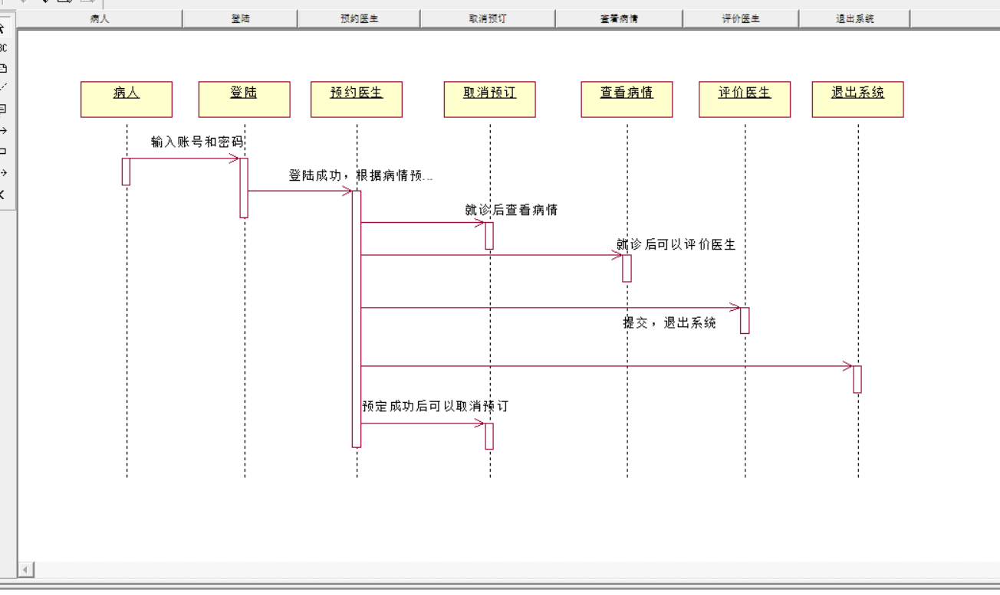 病人 登陆 预约医生 取消预订 查看病情 评价医生 退出系统
病人 登陆 预约医生 取消预订 查看病情 评价医生 退出系统
输入账号和密码
登陆成功，根据病情预...
就诊后查看病情
就诊后可以评价医生
提交，退出系统
预定成功后可以取消预订